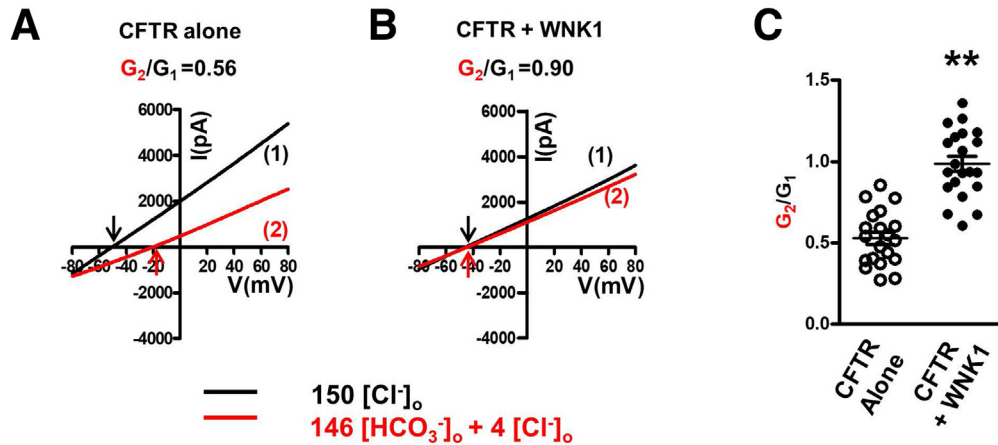 A
CFTR alone
G₂/G₁=0.56
6000
4000
2000
-2000
-4000
I(pA)
-80 -60 -40 -20 20 40 60 80
V(mV)
(1)
(2)
B
CFTR + WNK1
G₂/G₁=0.90
6000
4000
2000
-2000
-4000
I(pA)
-80 -60 -40 -20 20 40 60 80
V(mV)
(1)
(2)
150 [Cl⁻]ₒ
146 [HCO₃⁻]ₒ + 4 [Cl⁻]ₒ
C
**
1.5
1.0
0.5
0.0
G₂/G₁
CFTR
Alone
CFTR
+ WNK1